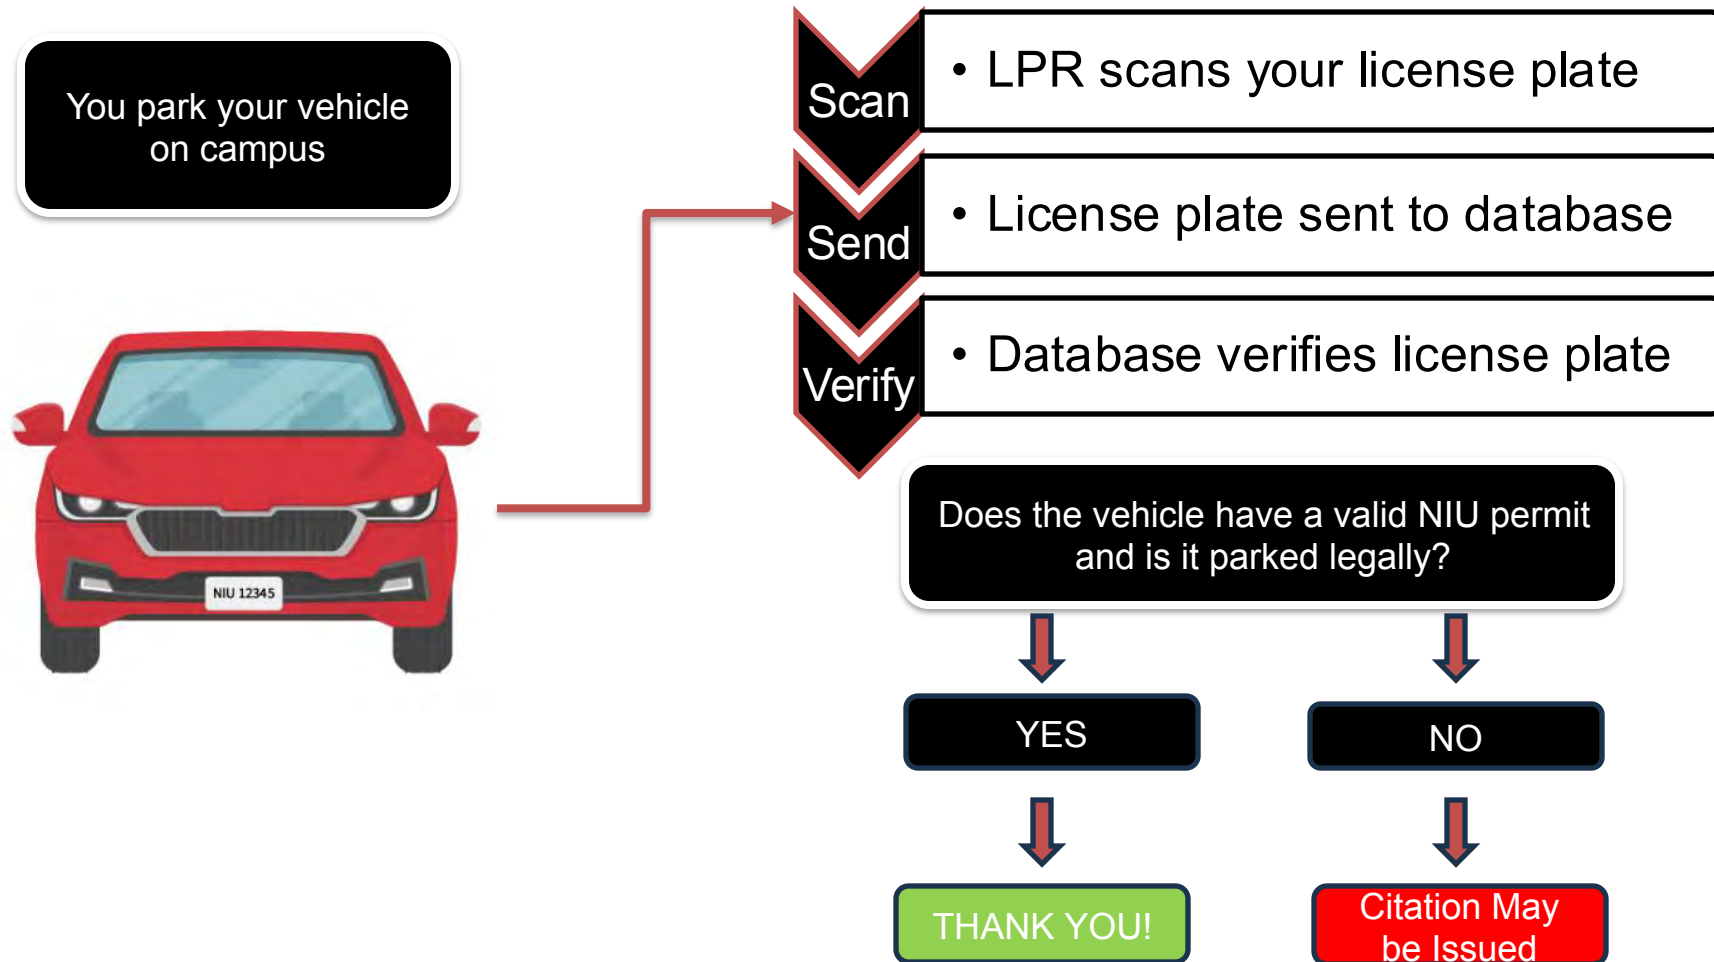 You park your vehicle
on campus
NIU 12345
Scan
• LPR scans your license plate
Send
• License plate sent to database
Verify
• Database verifies license plate
Does the vehicle have a valid NIU permit
and is it parked legally?
YES
NO
THANK YOU!
Citation May
be Issued